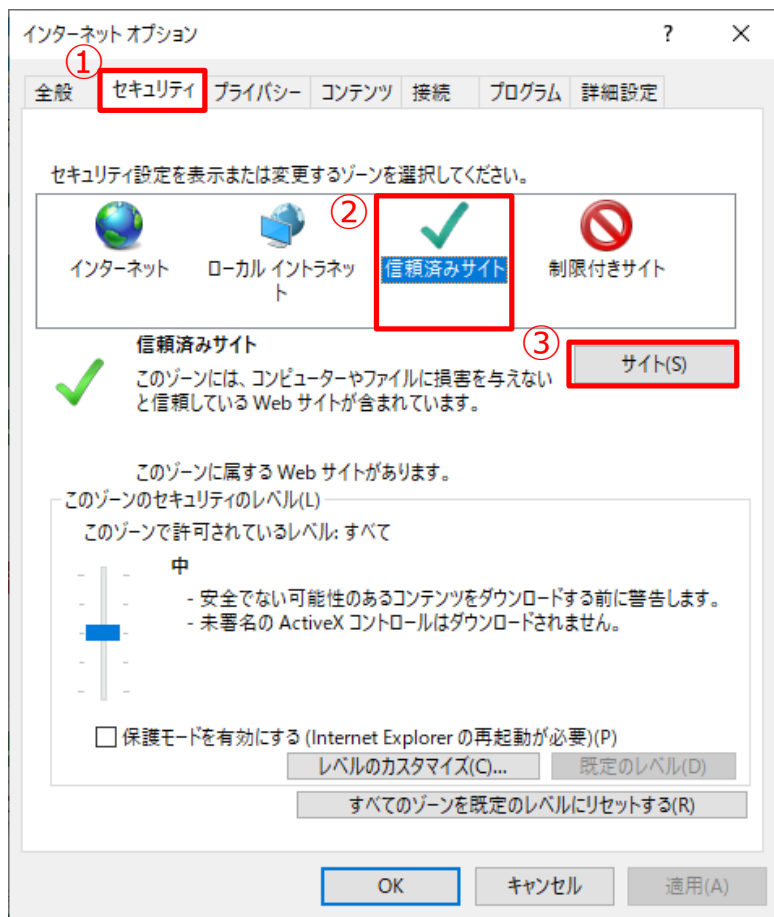 インターネット オプション
?
×
①
全般
セキュリティ
プライバシー
コンテンツ
接続
プログラム
詳細設定
セキュリティ設定を表示または変更するゾーンを選択してください。
②
インターネット
ローカル イントラネッ
ト
信頼済みサイト
制限付きサイト
信頼済みサイト
③
サイト(S)
このゾーンには、コンピューターやファイルに損害を与えない
と信頼している Web サイトが含まれています。
このゾーンに属する Web サイトがあります。
このゾーンのセキュリティのレベル(L)
このゾーンで許可されているレベル: すべて
中
- 安全でない可能性のあるコンテンツをダウンロードする前に警告します。
- 未署名の ActiveX コントロールはダウンロードされません。
保護モードを有効にする (Internet Explorer の再起動が必要)(P)
レベルのカスタマイズ(C)...
既定のレベル(D)
すべてのゾーンを既定のレベルにリセットする(R)
OK
キャンセル
適用(A)